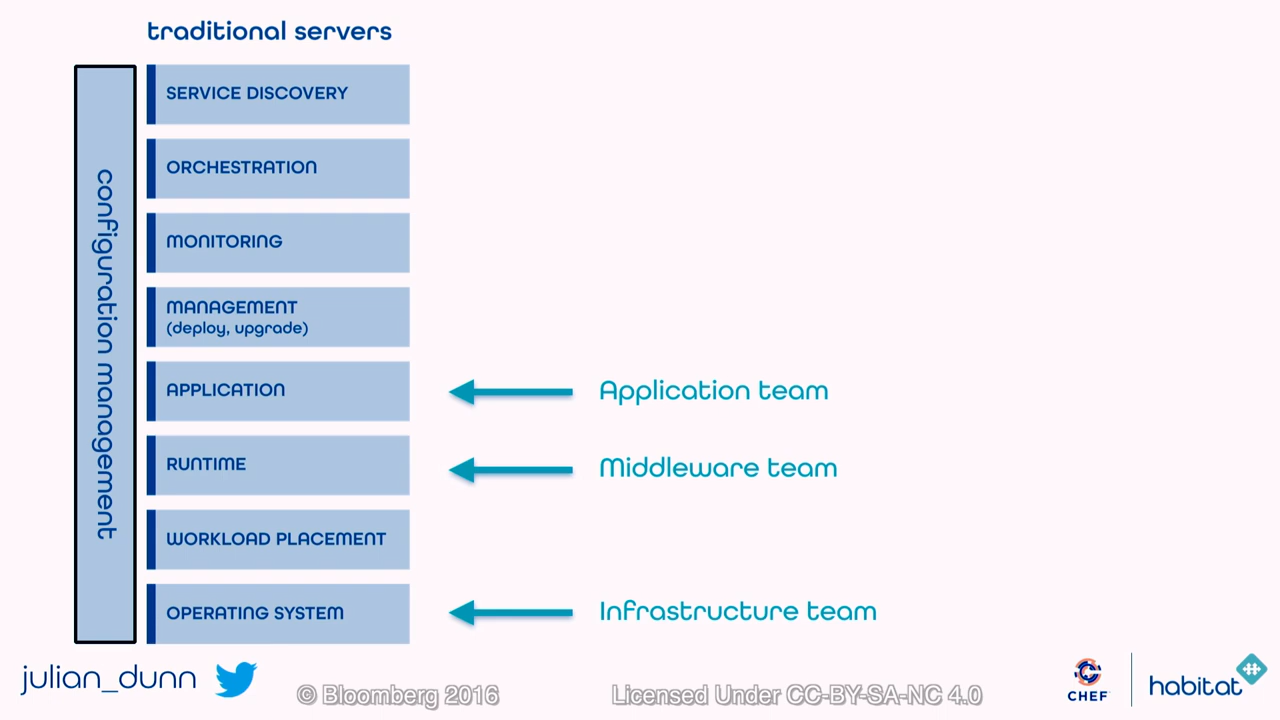 traditional servers
configuration management
SERVICE DISCOVERY
ORCHESTRATION
MONITORING
MANAGEMENT
(deploy, upgrade)
APPLICATION
Application team
RUNTIME
Middleware team
WORKLOAD PLACEMENT
OPERATING SYSTEM
Infrastructure team
julian_dunn
© Bloomberg 2016
Licensed Under CC-BY-SA-NC 4.0
CHEF
habitat